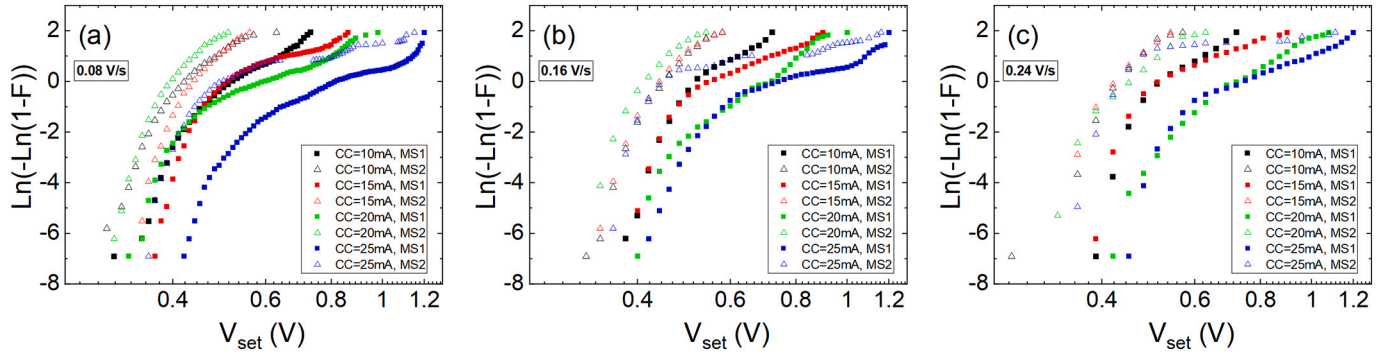 (a)
0.08 V/s
Ln(-Ln(1-F))
2
0
-2
-4
-6
-8
CC=10mA, MS1
CC=10mA, MS2
CC=15mA, MS1
CC=15mA, MS2
CC=20mA, MS1
CC=20mA, MS2
CC=25mA, MS1
CC=25mA, MS2
0.4 0.6 0.8 1 1.2
Vset (V)
(b)
0.16 V/s
Ln(-Ln(1-F))
2
0
-2
-4
-6
-8
CC=10mA, MS1
CC=10mA, MS2
CC=15mA, MS1
CC=15mA, MS2
CC=20mA, MS1
CC=20mA, MS2
CC=25mA, MS1
CC=25mA, MS2
0.4 0.6 0.8 1 1.2
Vset (V)
(c)
0.24 V/s
Ln(-Ln(1-F))
2
0
-2
-4
-6
-8
CC=10mA, MS1
CC=10mA, MS2
CC=15mA, MS1
CC=15mA, MS2
CC=20mA, MS1
CC=20mA, MS2
CC=25mA, MS1
CC=25mA, MS2
0.4 0.6 0.8 1 1.2
Vset (V)